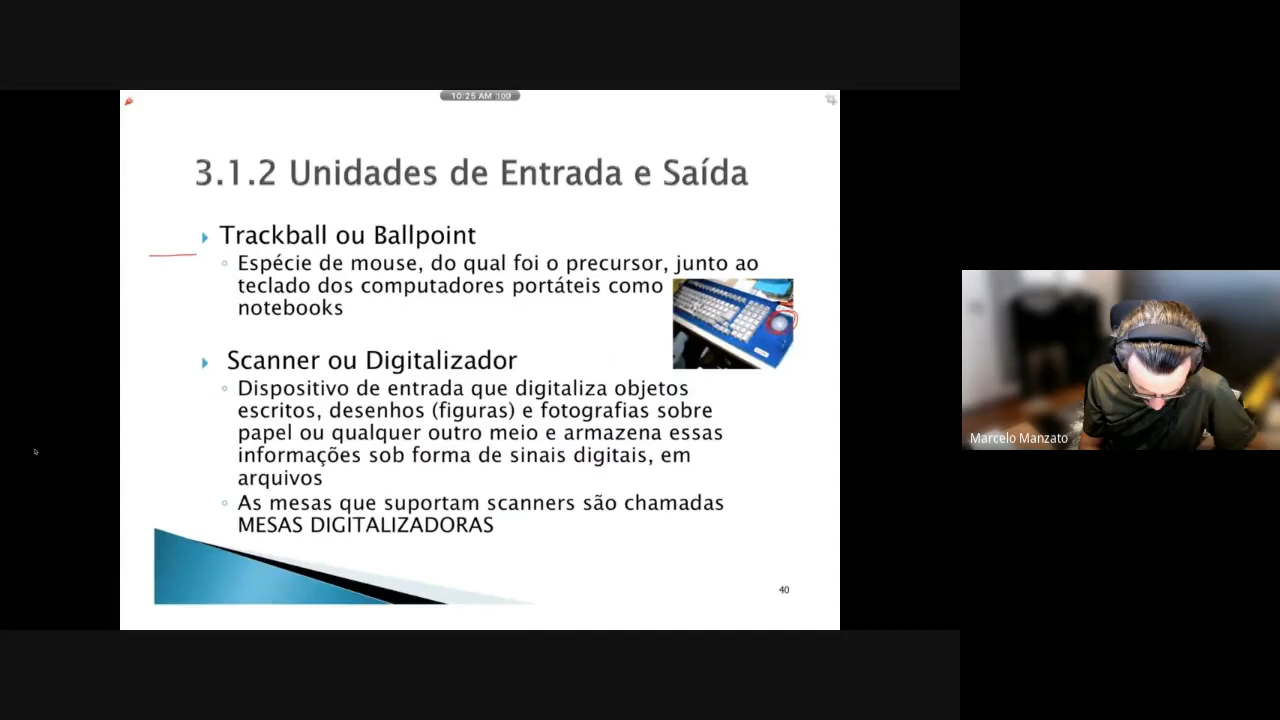 10:25 AM 100
3.1.2 Unidades de Entrada e Saída
Trackball ou Ballpoint
Espécie de mouse, do qual foi o precursor, junto ao
teclado dos computadores portáteis como
notebooks
Scanner ou Digitalizador
Dispositivo de entrada que digitaliza objetos
escritos, desenhos (figuras) e fotografias sobre
papel ou qualquer outro meio e armazena essas
informações sob forma de sinais digitais, em
arquivos
As mesas que suportam scanners são chamadas
MESAS DIGITALIZADORAS
40
Marcelo Manzato